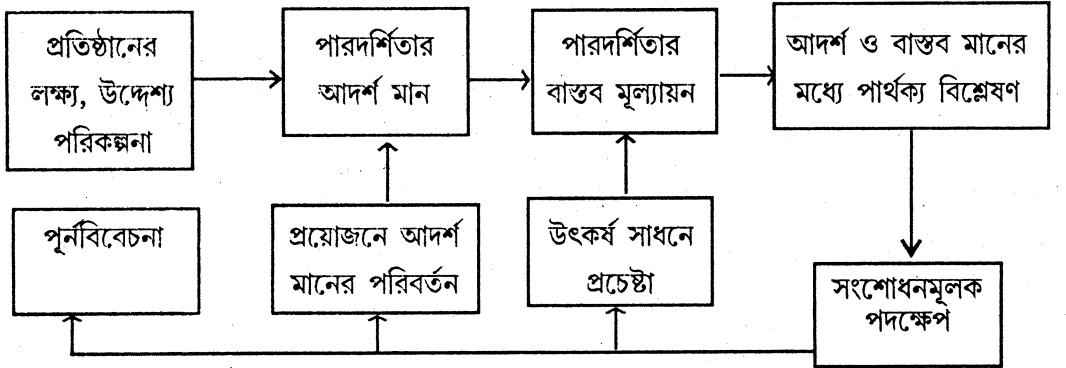 প্রতিষ্ঠানের
লক্ষ্য, উদ্দেশ্য
পরিকল্পনা
পারদর্শিতার
আদর্শ মান
পারদর্শিতার
বাস্তব মূল্যায়ন
আদর্শ ও বাস্তব মানের
মধ্যে পার্থক্য বিশ্লেষণ
পূর্নবিবেচনা
প্রয়োজনে আদর্শ
মানের পরিবর্তন
উৎকর্ষ সাধনে
প্রচেষ্টা
সংশোধনমূলক
পদক্ষেপ